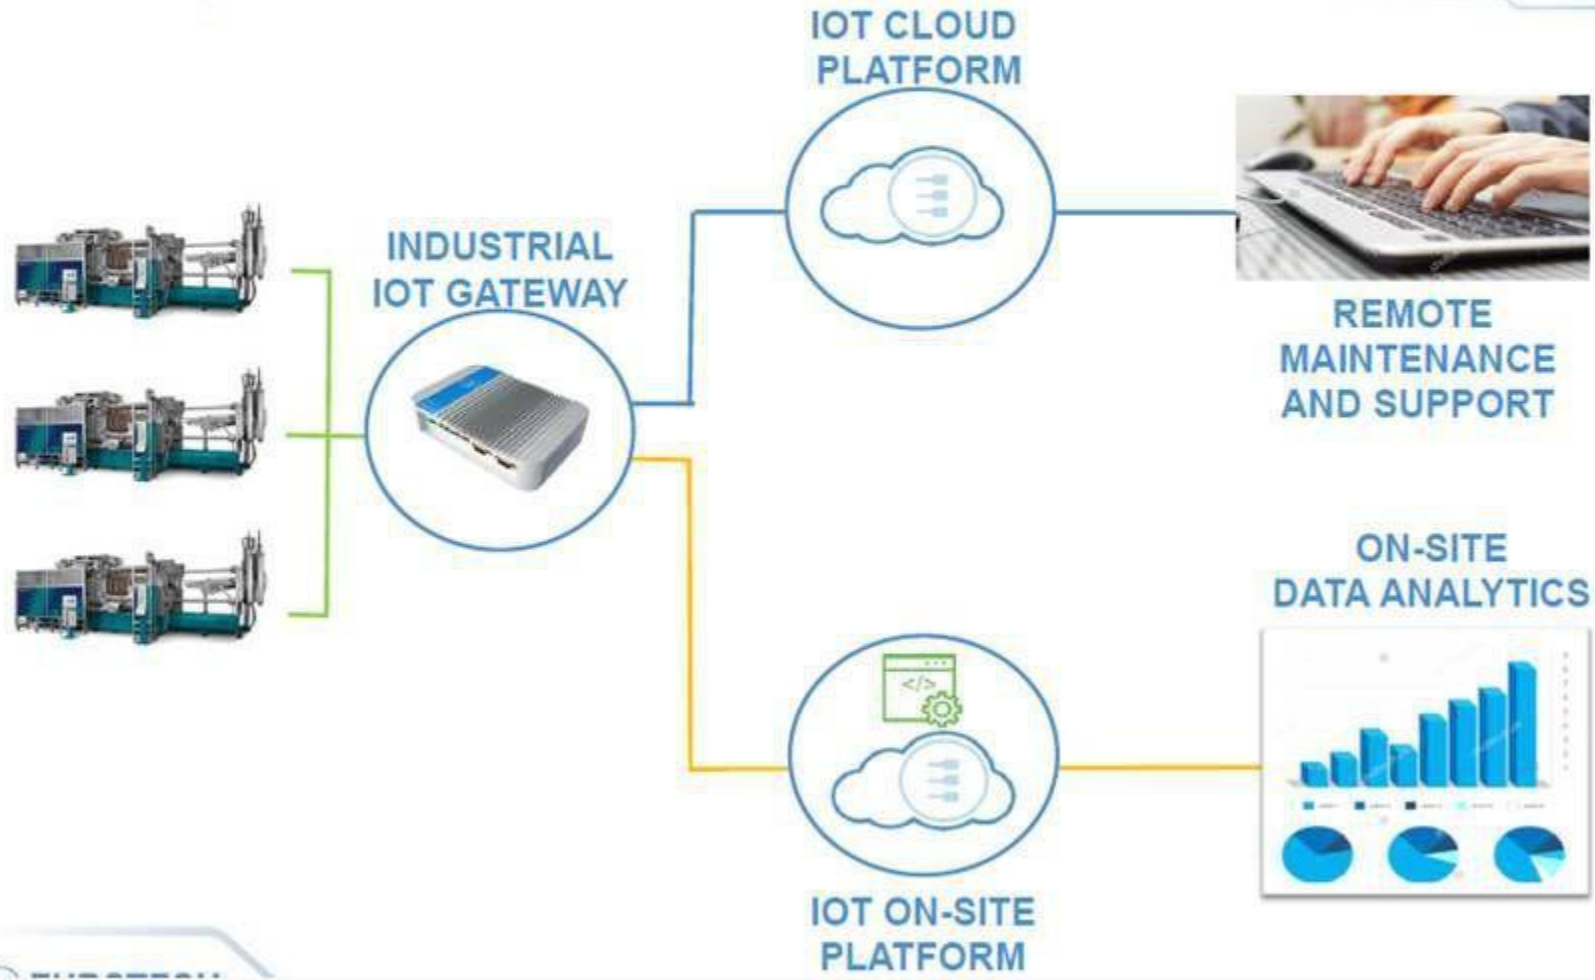 IOT CLOUD
PLATFORM
INDUSTRIAL
IOT GATEWAY
REMOTE
MAINTENANCE
AND SUPPORT
ON-SITE
DATA ANALYTICS
</>
IOT ON-SITE
PLATFORM